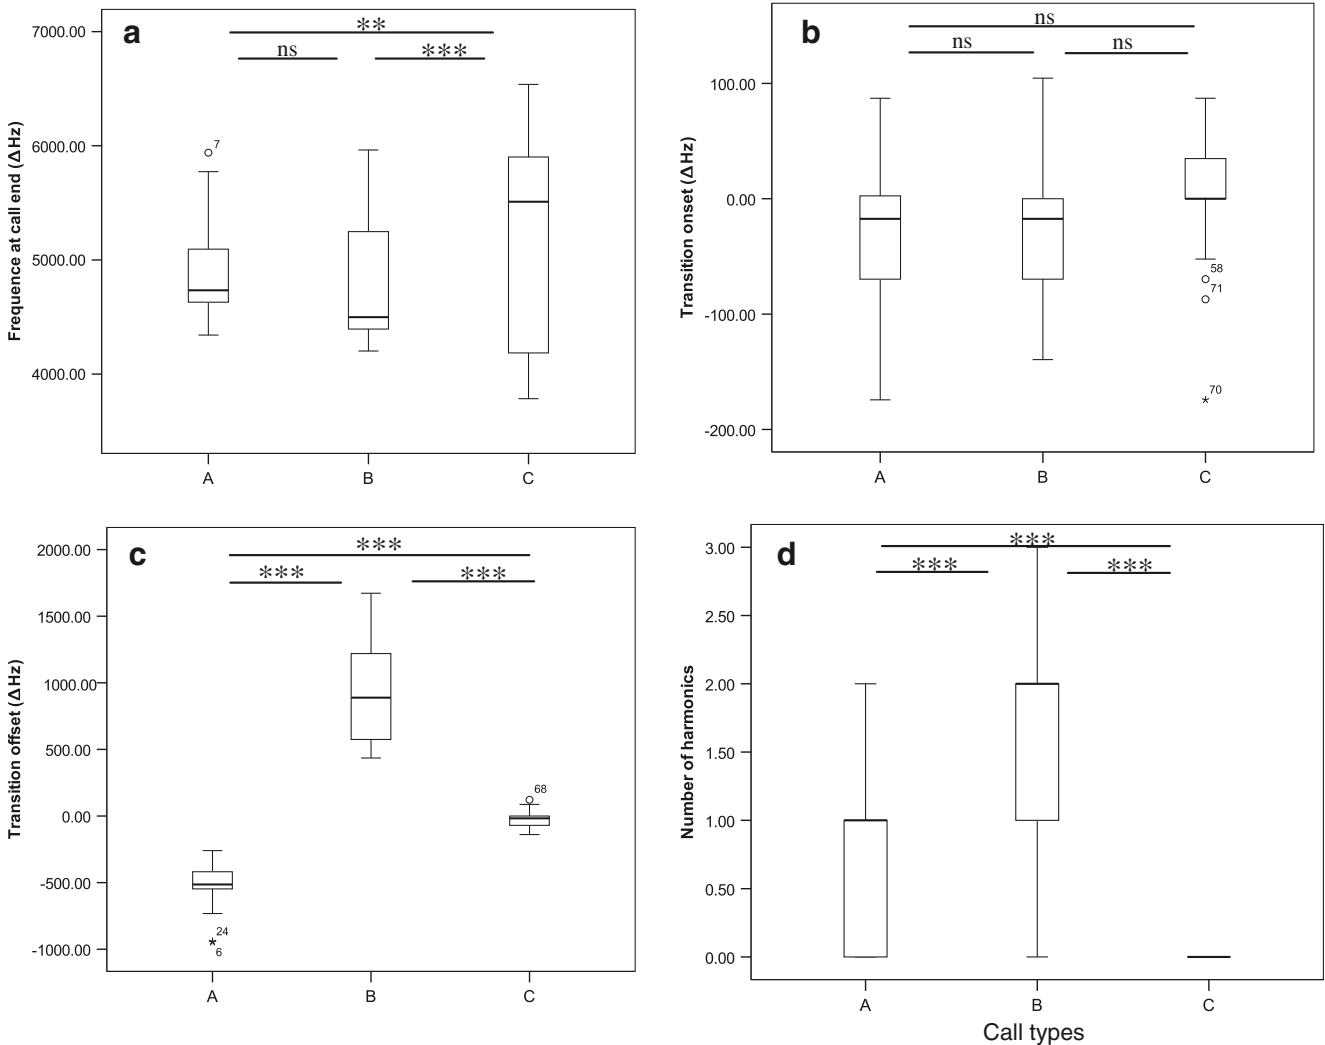 a
**
ns
***
7000.00
6000.00
5000.00
4000.00
Frequence at call end (ΔHz)
7
A
B
C
b
ns
ns
ns
100.00
0.00
-100.00
-200.00
Transition onset (ΔHz)
58
71
70
*
A
B
C
c
***
***
***
2000.00
1500.00
1000.00
500.00
0.00
-500.00
-1000.00
Transition offset (ΔHz)
68
24
*
6
A
B
C
d
***
***
***
3.00
2.50
2.00
1.50
1.00
0.50
0.00
Number of harmonics
A
B
C
Call types